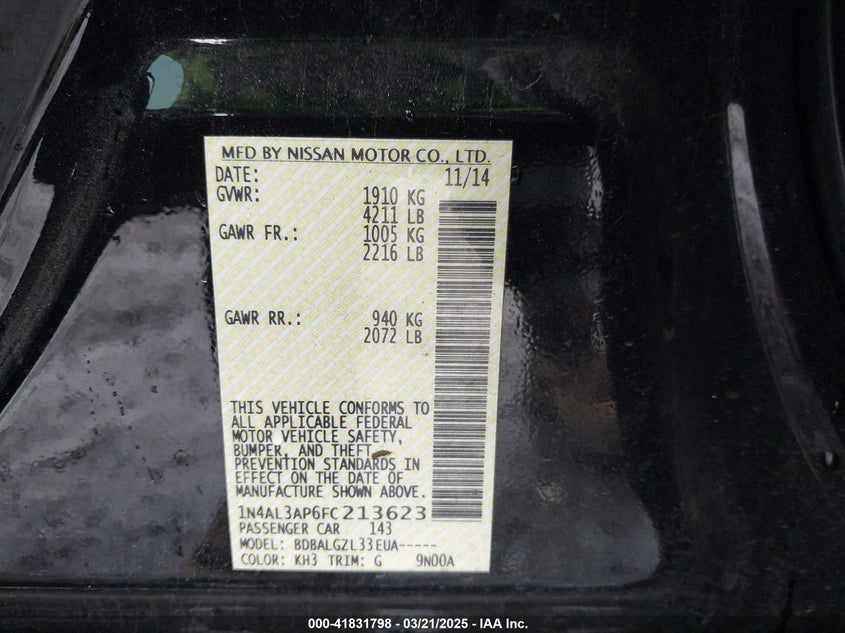 MFD BY NISSAN MOTOR CO., LTD.
DATE: 11/14
GVWR: 1910 KG
4211 LB
GAWR FR.: 1005 KG
2216 LB
GAWR RR.: 940 KG
2072 LB
THIS VEHICLE CONFORMS TO
ALL APPLICABLE FEDERAL
MOTOR VEHICLE SAFETY,
BUMPER, AND THEFT
PREVENTION STANDARDS IN
EFFECT ON THE DATE OF
MANUFACTURE SHOWN ABOVE.
1N4AL3AP6FC213623
PASSENGER CAR 143
MODEL: BDBALGZL33EUA-----
COLOR: KH3 TRIM: G 9N00A
000-41831798 - 03/21/2025 - IAA Inc.